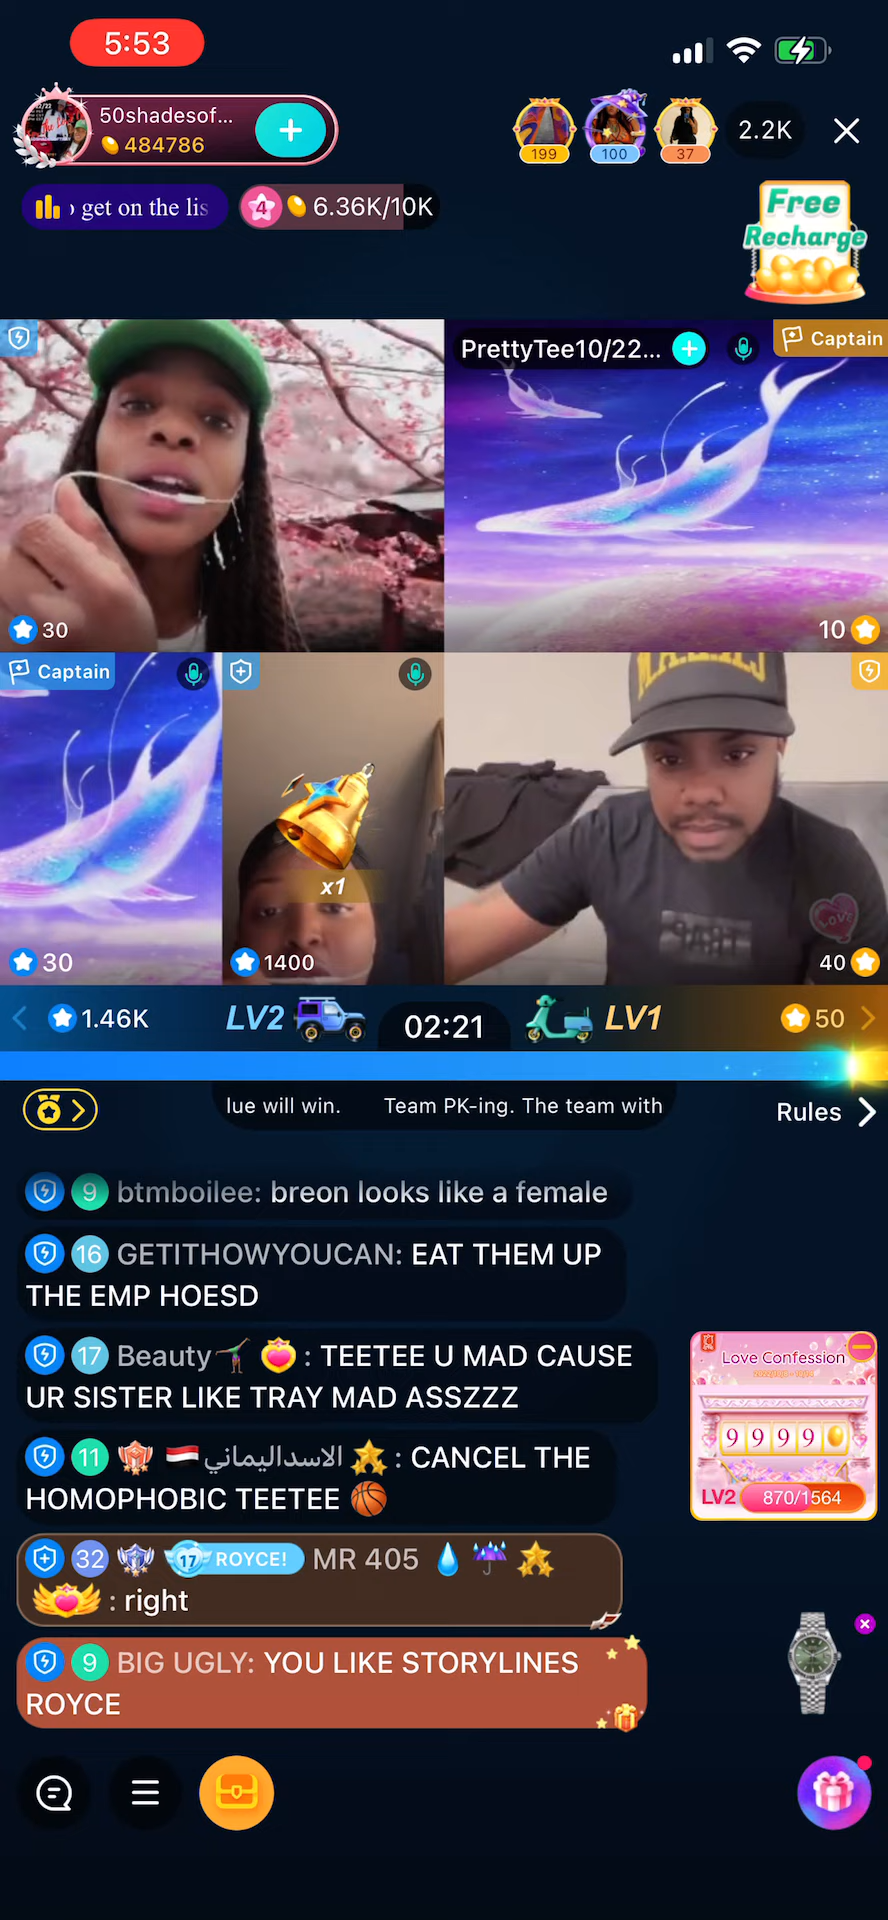 5:53
50shadesof...
484786
199
100
37
2.2K
get on the lis
4
6.36K/10K
Free
Recharge
PrettyTee10/22...
Captain
30
10
Captain
x1
LOVE
TRAP
30
1400
40
1.46K
LV2
02:21
LV1
50
lue will win.
Team PK-ing. The team with
Rules
9 btmboilee: breon looks like a female
16 GETITHOWYOUCAN: EAT THEM UP
THE EMP HOESD
17 Beauty🤸 : TEETEE U MAD CAUSE
UR SISTER LIKE TRAY MAD ASSZZZ
11 🇾🇪الاسداليماني : CANCEL THE
HOMOPHOBIC TEETEE 🏀
32 17 ROYCE! MR 405 💧 ☔
: right
9 BIG UGLY: YOU LIKE STORYLINES
ROYCE
Love Confession
9 9 9 9
LV2 870/1564